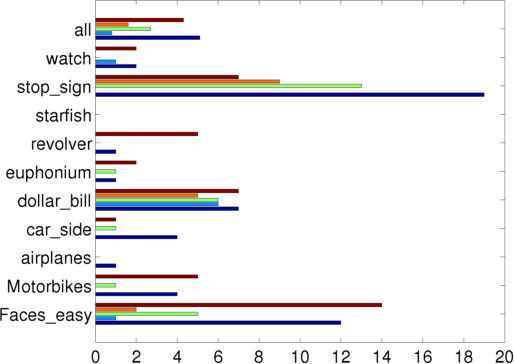 all
watch
stop_sign
starfish
revolver
euphonium
dollar_bill
car_side
airplanes
Motorbikes
Faces_easy
0 2 4 6 8 10 12 14 16 18 20